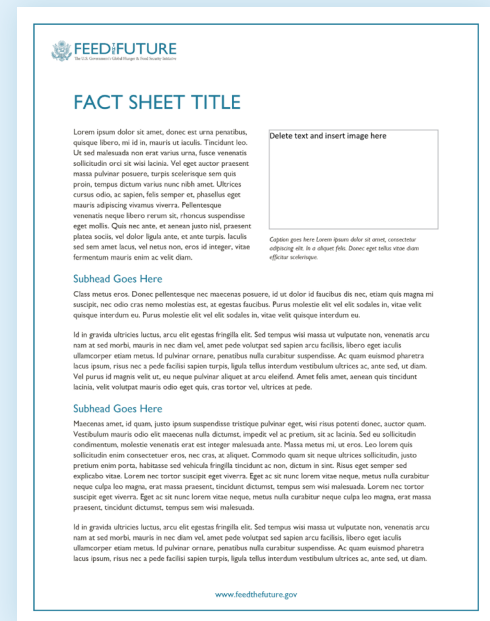 FEED THE FUTURE
The U.S. Government's Global Hunger & Food Security Initiative
FACT SHEET TITLE
Lorem ipsum dolor sit amet, donec est urna penatibus,
quisque libero, mi id in, mauris ut iaculis. Tincidunt leo.
Ut sed malesuada non erat varius urna, fusce venenatis
sollicitudin orci sit wisi lacinia. Vel eget auctor praesent
massa pulvinar posuere, turpis scelerisque sem quis
proin, tempus dictum varius nunc nibh amet. Ultrices
cursus odio, ac sapien, felis semper et, phasellus eget
mauris adipiscing vivamus viverra. Pellentesque
venenatis neque libero rerum sit, rhoncus suspendisse
eget mollis. Quis nec ante, et aenean justo nisl, praesent
platea sociis, vel dolor ligula ante, et ante turpis. Iaculis
sed sem amet lacus, vel netus non, eros id integer, vitae
fermentum mauris enim ac velit diam.
Delete text and insert image here
Caption goes here Lorem ipsum dolor sit amet, consectetur
adipiscing elit. In a aliquet felis. Donec eget tellus vitae diam
efficitur scelerisque.
Subhead Goes Here
Class metus eros. Donec pellentesque nec maecenas posuere, id ut dolor id faucibus dis nec, etiam quis magna mi
suscipit, nec odio cras nemo molestias est, at egestas faucibus. Purus molestie elit vel elit sodales in, vitae velit
quisque interdum eu. Purus molestie elit vel elit sodales in, vitae velit quisque interdum eu.
Id in gravida ultricies luctus, arcu elit egestas fringilla elit. Sed tempus wisi massa ut vulputate non, venenatis arcu
nam at sed morbi, mauris in nec diam vel, amet pede volutpat sed sapien arcu facilisis, libero eget iaculis
ullamcorper etiam metus. Id pulvinar ornare, penatibus nulla curabitur suspendisse. Ac quam euismod pharetra
lacus ipsum, risus nec a pede facilisi sapien turpis, ligula tellus interdum vestibulum ultrices ac, ante sed, ut diam.
Vel purus id magnis velit ut, eu neque pulvinar aliquet at arcu eleifend. Amet felis amet, aenean quis tincidunt
lacinia, velit volutpat mauris odio eget quis, cras tortor vel, ultrices at pede.
Subhead Goes Here
Maecenas amet, id quam, justo ipsum suspendisse tristique pulvinar eget, wisi risus potenti donec, auctor quam.
Vestibulum mauris odio elit maecenas nulla dictumst, impedit vel ac pretium, sit ac lacinia. Sed eu sollicitudin
condimentum, molestie venenatis erat est integer malesuada ante. Massa metus mi, ut eros. Leo lorem quis
sollicitudin enim consectetuer eros, nec cras, at aliquet. Commodo quam sit neque ultrices sollicitudin, justo
pretium enim porta, habitasse sed vehicula fringilla tincidunt ac non, dictum in sint. Risus eget semper sed
explicabo vitae. Lorem nec tortor suscipit eget viverra. Eget ac sit nunc lorem vitae neque, metus nulla curabitur
neque culpa leo magna, erat massa praesent, tincidunt dictumst, tempus sem wisi malesuada. Lorem nec tortor
suscipit eget viverra. Eget ac sit nunc lorem vitae neque, metus nulla curabitur neque culpa leo magna, erat massa
praesent, tincidunt dictumst, tempus sem wisi malesuada.
Id in gravida ultricies luctus, arcu elit egestas fringilla elit. Sed tempus wisi massa ut vulputate non, venenatis arcu
nam at sed morbi, mauris in nec diam vel, amet pede volutpat sed sapien arcu facilisis, libero eget iaculis
ullamcorper etiam metus. Id pulvinar ornare, penatibus nulla curabitur suspendisse. Ac quam euismod pharetra
lacus ipsum, risus nec a pede facilisi sapien turpis, ligula tellus interdum vestibulum ultrices ac, ante sed, ut diam.
www.feedthefuture.gov